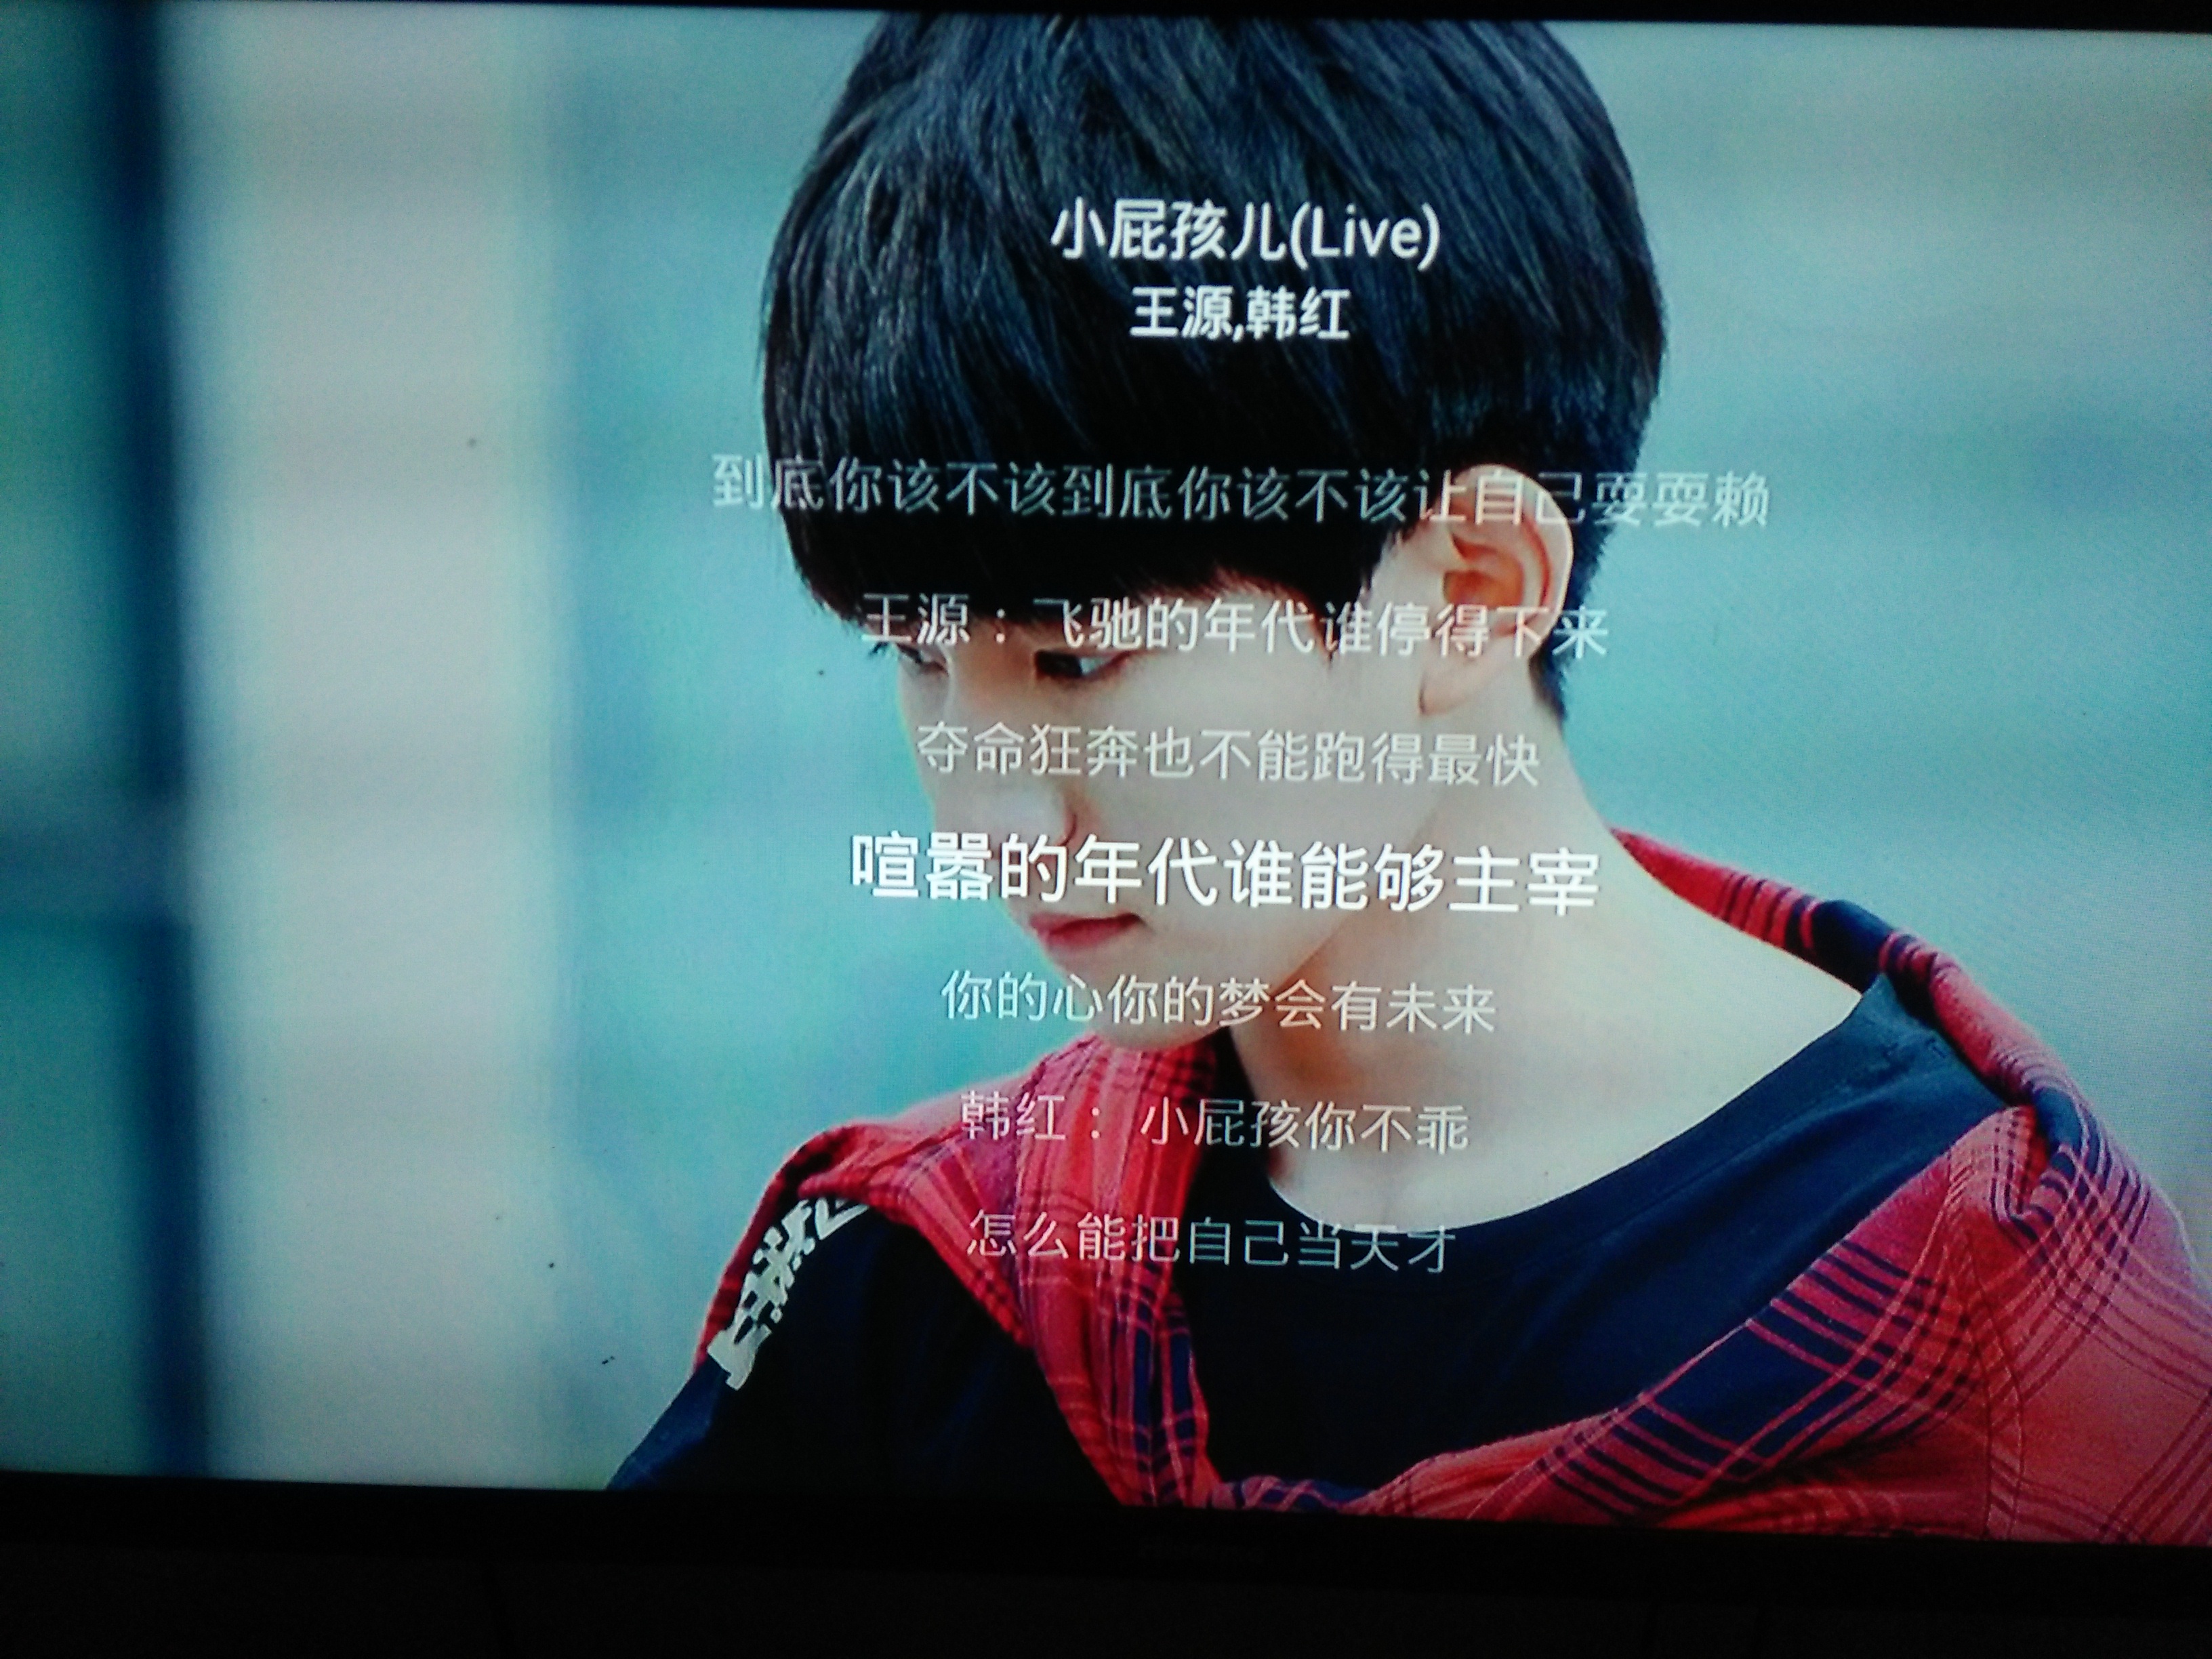 小屁孩儿(Live)
王源,韩红
到底你该不该到底你该不该让自己耍耍赖
王源：飞驰的年代谁停得下来
夺命狂奔也不能跑得最快
喧嚣的年代谁能够主宰
你的心你的梦会有未来
韩红：小屁孩你不乖
怎么能把自己当天才